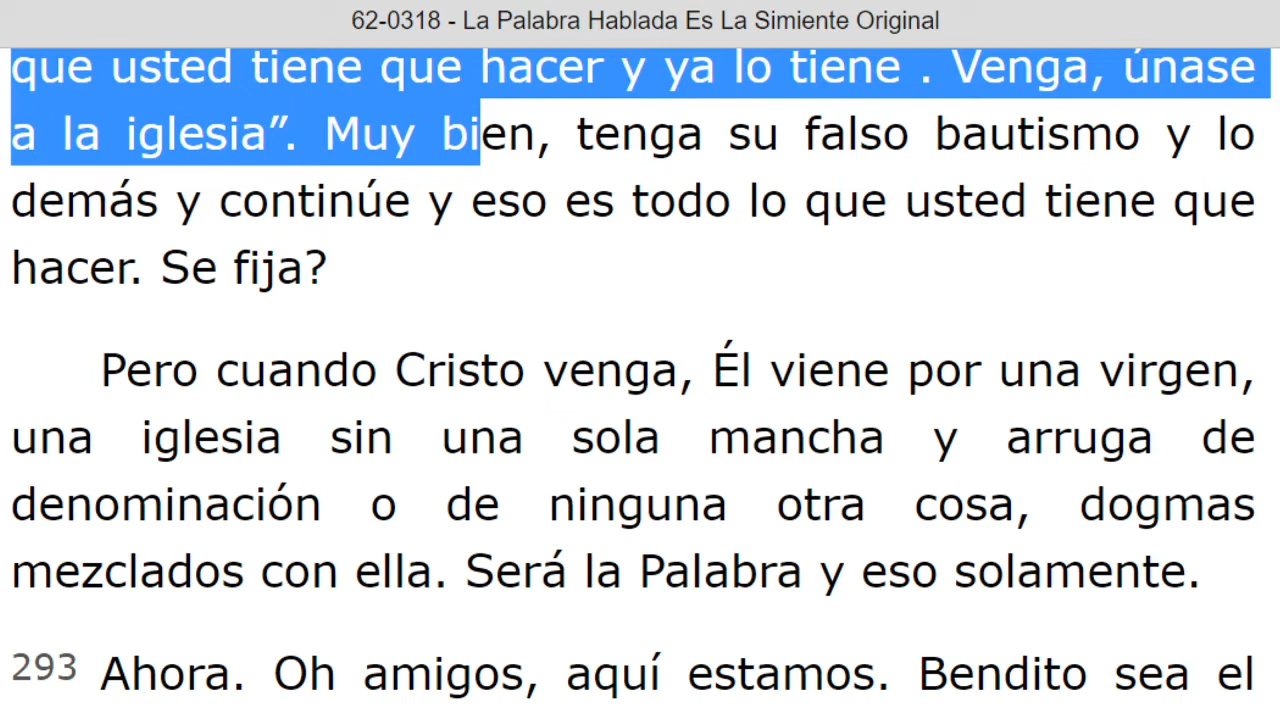 62-0318 - La Palabra Hablada Es La Simiente Original
que usted tiene que hacer y ya lo tiene . Venga, únase
a la iglesia”. Muy bien, tenga su falso bautismo y lo
demás y continúe y eso es todo lo que usted tiene que
hacer. Se fija?
Pero cuando Cristo venga, Él viene por una virgen,
una iglesia sin una sola mancha y arruga de
denominación o de ninguna otra cosa, dogmas
mezclados con ella. Será la Palabra y eso solamente.
293 Ahora. Oh amigos, aquí estamos. Bendito sea el